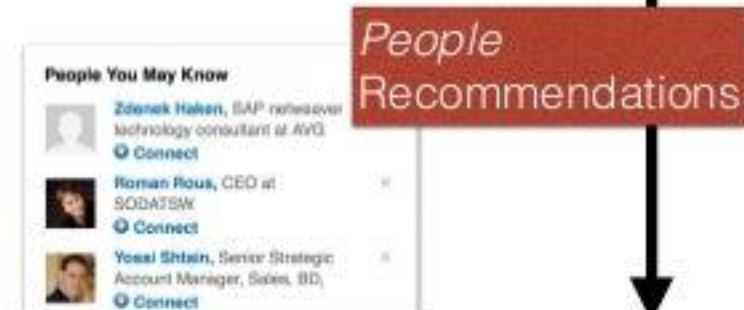 People
Recommendations
People You May Know
Zdenek Haken, SAP netweaver
technology consultant at AVG
Connect
Roman Rous, CEO at
SODATSW
Connect
Yossi Shtain, Senior Strategic
Account Manager, Sales, BD,
Connect